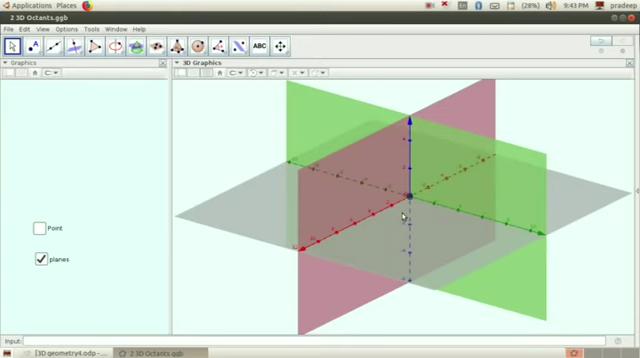 Applications Places
(28%) 9:43 PM pradeep
2 3D Octants.ggb
File Edit View Options Tools Window Help
ABC
Graphics
3D Graphics
Point
planes
Input:
[3D geometry4.odp -...
2 3D Octants.ggb